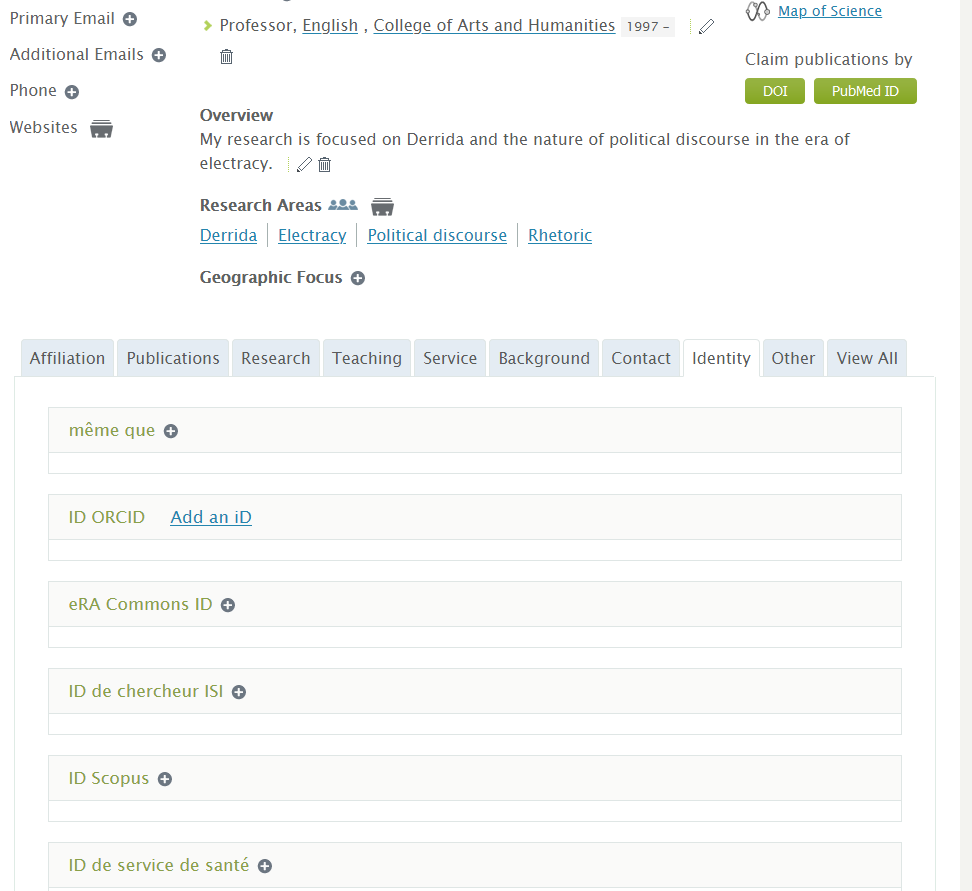 Primary Email
Additional Emails
Phone
Websites
Professor, English , College of Arts and Humanities 1997 –
Map of Science
Claim publications by
DOI PubMed ID
Overview
My research is focused on Derrida and the nature of political discourse in the era of
electracy.
Research Areas
Derrida Electracy Political discourse Rhetoric
Geographic Focus
Affiliation Publications Research Teaching Service Background Contact Identity Other View All
même que
ID ORCID Add an iD
eRA Commons ID
ID de chercheur ISI
ID Scopus
ID de service de santé